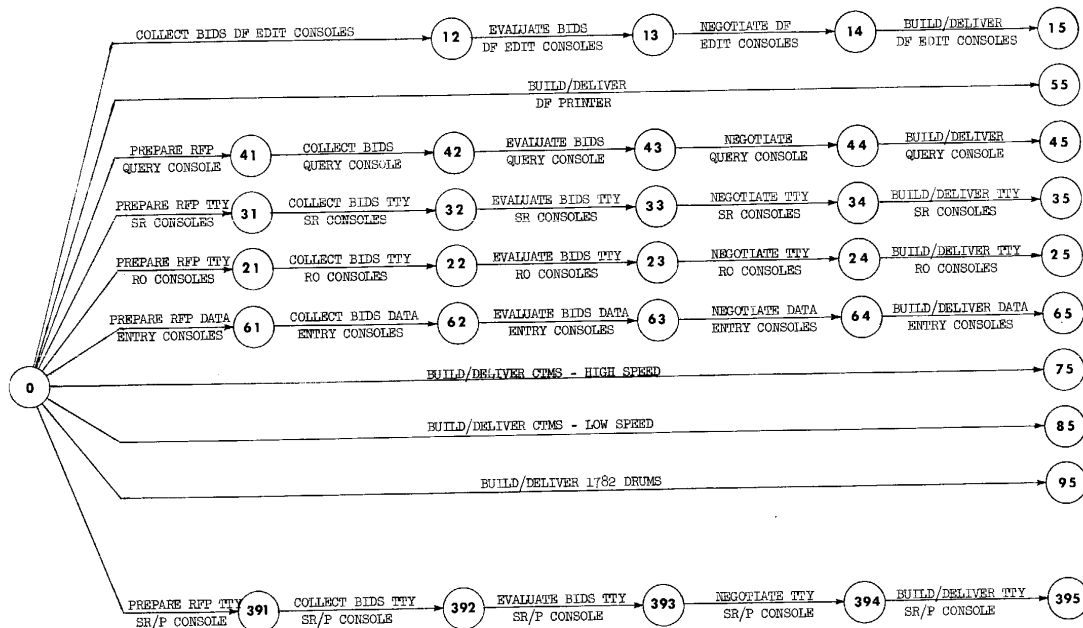 COLLECT BIDS DF EDIT CONSOLES 12 EVALUATE BIDS 13 NEGOTIATE DF 14 BUILD/DELIVER 15
DF EDIT CONSOLES EDIT CONSOLES DF EDIT CONSOLES
BUILD/DELIVER 55
DF PRINTER
PREPARE RFP 41 COLLECT BIDS 42 EVALUATE BIDS 43 NEGOTIATE 44 BUILD/DELIVER 45
QUERY CONSOLE QUERY CONSOLE QUERY CONSOLE QUERY CONSOLE QUERY CONSOLE
PREPARE RFP TTY 31 COLLECT BIDS TTY 32 EVALUATE BIDS TTY 33 NEGOTIATE TTY 34 BUILD/DELIVER TTY 35
SR CONSOLES SR CONSOLES SR CONSOLES SR CONSOLES SR CONSOLES
PREPARE RFP TTY 21 COLLECT BIDS TTY 22 EVALUATE BIDS TTY 23 NEGOTIATE TTY 24 BUILD/DELIVER TTY 25
RO CONSOLES RO CONSOLES RO CONSOLES RO CONSOLES RO CONSOLES
PREPARE RFP DATA 61 COLLECT BIDS DATA 62 EVALUATE BIDS DATA 63 NEGOTIATE DATA 64 BUILD/DELIVER DATA 65
ENTRY CONSOLES ENTRY CONSOLES ENTRY CONSOLES ENTRY CONSOLES ENTRY CONSOLES
0 BUILD/DELIVER CTMS - HIGH SPEED 75
BUILD/DELIVER CTMS - LOW SPEED 85
BUILD/DELIVER 1782 DRUMS 95
PREPARE RFP TTY 391 COLLECT BIDS TTY 392 EVALUATE BIDS TTY 393 NEGOTIATE TTY 394 BUILD/DELIVER TTY 395
SR/P CONSOLE SR/P CONSOLE SR/P CONSOLE SR/P CONSOLE SR/P CONSOLE